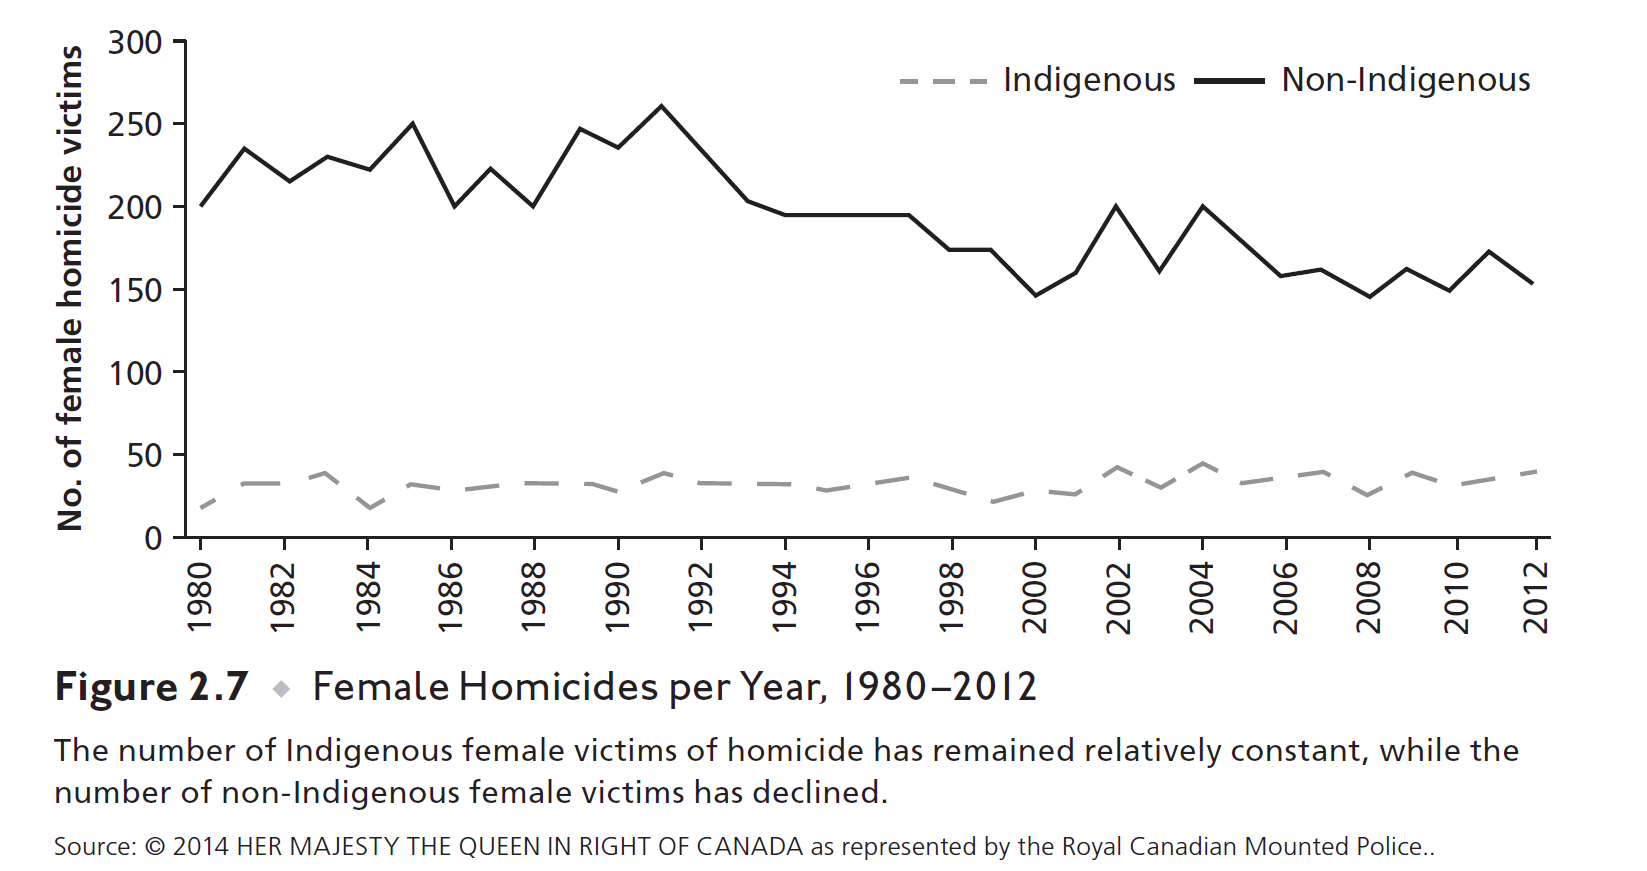 No. of female homicide victims
300
250
200
150
100
50
0
Indigenous Non-Indigenous
1980 1982 1984 1986 1988 1990 1992 1994 1996 1998 2000 2002 2004 2006 2008 2010 2012
Figure 2.7 ◆ Female Homicides per Year, 1980–2012
The number of Indigenous female victims of homicide has remained relatively constant, while the
number of non-Indigenous female victims has declined.
Source: © 2014 HER MAJESTY THE QUEEN IN RIGHT OF CANADA as represented by the Royal Canadian Mounted Police..